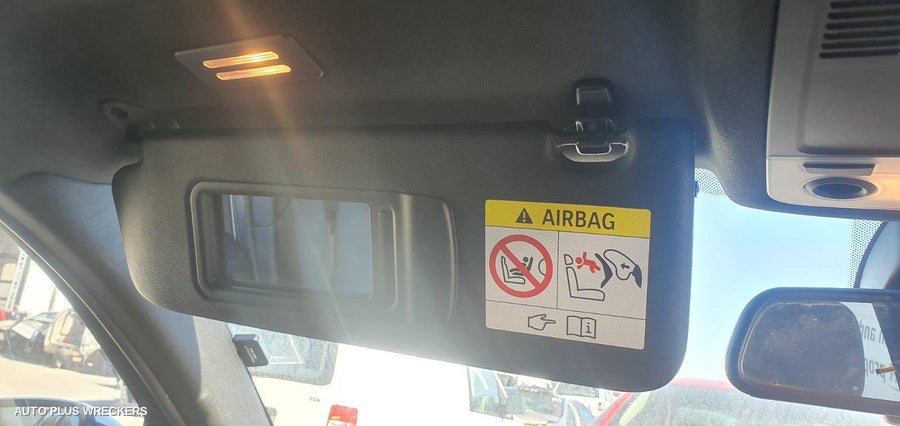 AIRBAG
i
AUTO PLUS WRECKERS